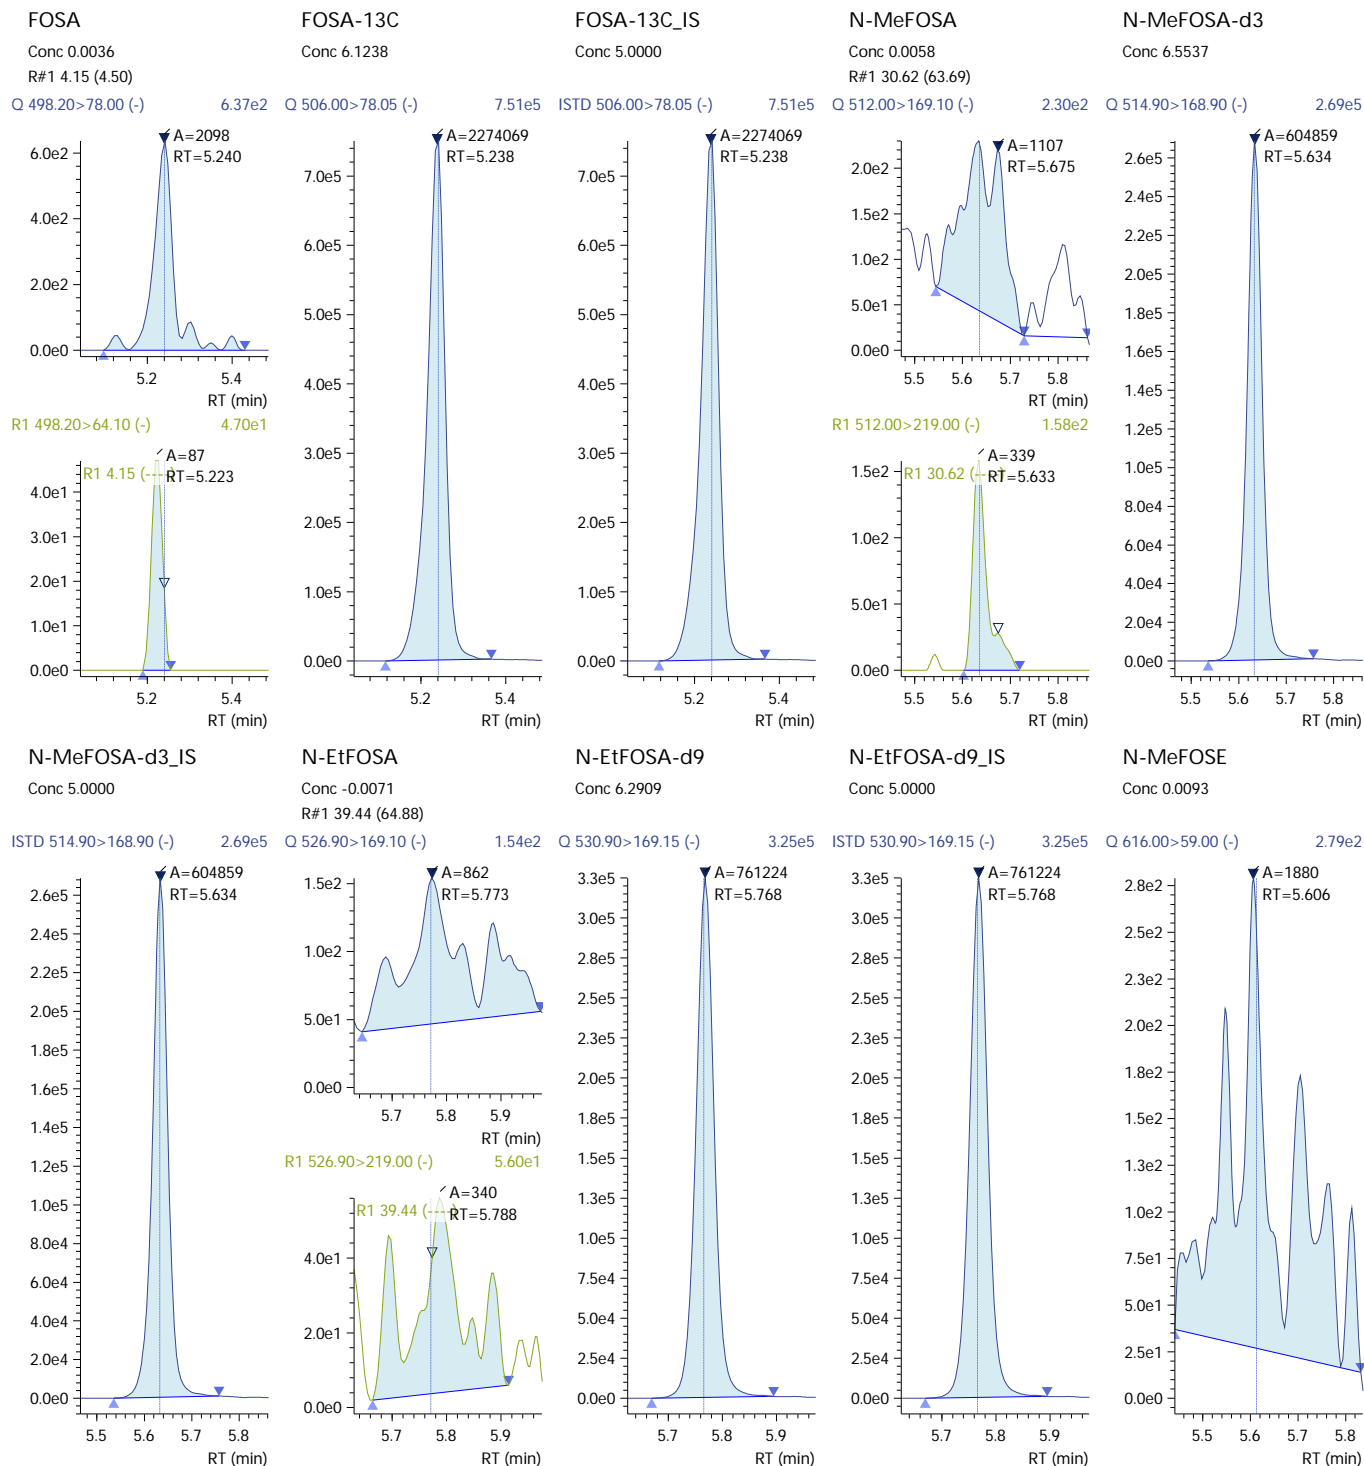 FOSA
Conc 0.0036
R#1 4.15 (4.50)
Q 498.20>78.00 (-) 6.37e2
A=2098
RT=5.240
6.0e2
4.0e2
2.0e2
0.0e0
5.2 5.4
RT (min)
R1 498.20>64.10 (-) 4.70e1
A=87
R1 4.15 (----)
RT=5.223
4.0e1
3.0e1
2.0e1
1.0e1
0.0e0
5.2 5.4
RT (min)
FOSA-13C
Conc 6.1238
Q 506.00>78.05 (-) 7.51e5
A=2274069
RT=5.238
7.0e5
6.0e5
5.0e5
4.0e5
3.0e5
2.0e5
1.0e5
0.0e0
5.2 5.4
RT (min)
FOSA-13C_IS
Conc 5.0000
ISTD 506.00>78.05 (-) 7.51e5
A=2274069
RT=5.238
7.0e5
6.0e5
5.0e5
4.0e5
3.0e5
2.0e5
1.0e5
0.0e0
5.2 5.4
RT (min)
N-MeFOSA
Conc 0.0058
R#1 30.62 (63.69)
Q 512.00>169.10 (-) 2.30e2
A=1107
RT=5.675
2.0e2
1.5e2
1.0e2
5.0e1
0.0e0
5.5 5.6 5.7 5.8
RT (min)
R1 512.00>219.00 (-) 1.58e2
A=339
R1 30.62 (----)
RT=5.633
1.5e2
1.0e2
5.0e1
0.0e0
5.5 5.6 5.7 5.8
RT (min)
N-MeFOSA-d3
Conc 6.5537
Q 514.90>168.90 (-) 2.69e5
A=604859
RT=5.634
2.6e5
2.4e5
2.2e5
2.0e5
1.8e5
1.6e5
1.4e5
1.2e5
1.0e5
8.0e4
6.0e4
4.0e4
2.0e4
0.0e0
5.5 5.6 5.7 5.8
RT (min)
N-MeFOSA-d3_IS
Conc 5.0000
ISTD 514.90>168.90 (-) 2.69e5
A=604859
RT=5.634
2.6e5
2.4e5
2.2e5
2.0e5
1.8e5
1.6e5
1.4e5
1.2e5
1.0e5
8.0e4
6.0e4
4.0e4
2.0e4
0.0e0
5.5 5.6 5.7 5.8
RT (min)
N-EtFOSA
Conc -0.0071
R#1 39.44 (64.88)
Q 526.90>169.10 (-) 1.54e2
A=862
RT=5.773
1.5e2
1.0e2
5.0e1
0.0e0
5.7 5.8 5.9
RT (min)
R1 526.90>219.00 (-) 5.60e1
A=340
R1 39.44 (----)
RT=5.788
4.0e1
2.0e1
0.0e0
5.7 5.8 5.9
RT (min)
N-EtFOSA-d9
Conc 6.2909
Q 530.90>169.15 (-) 3.25e5
A=761224
RT=5.768
3.3e5
3.0e5
2.8e5
2.5e5
2.3e5
2.0e5
1.8e5
1.5e5
1.3e5
1.0e5
7.5e4
5.0e4
2.5e4
0.0e0
5.7 5.8 5.9
RT (min)
N-EtFOSA-d9_IS
Conc 5.0000
ISTD 530.90>169.15 (-) 3.25e5
A=761224
RT=5.768
3.3e5
3.0e5
2.8e5
2.5e5
2.3e5
2.0e5
1.8e5
1.5e5
1.3e5
1.0e5
7.5e4
5.0e4
2.5e4
0.0e0
5.7 5.8 5.9
RT (min)
N-MeFOSE
Conc 0.0093
Q 616.00>59.00 (-) 2.79e2
A=1880
RT=5.606
2.8e2
2.5e2
2.3e2
2.0e2
1.8e2
1.5e2
1.3e2
1.0e2
7.5e1
5.0e1
2.5e1
0.0e0
5.5 5.6 5.7 5.8
RT (min)